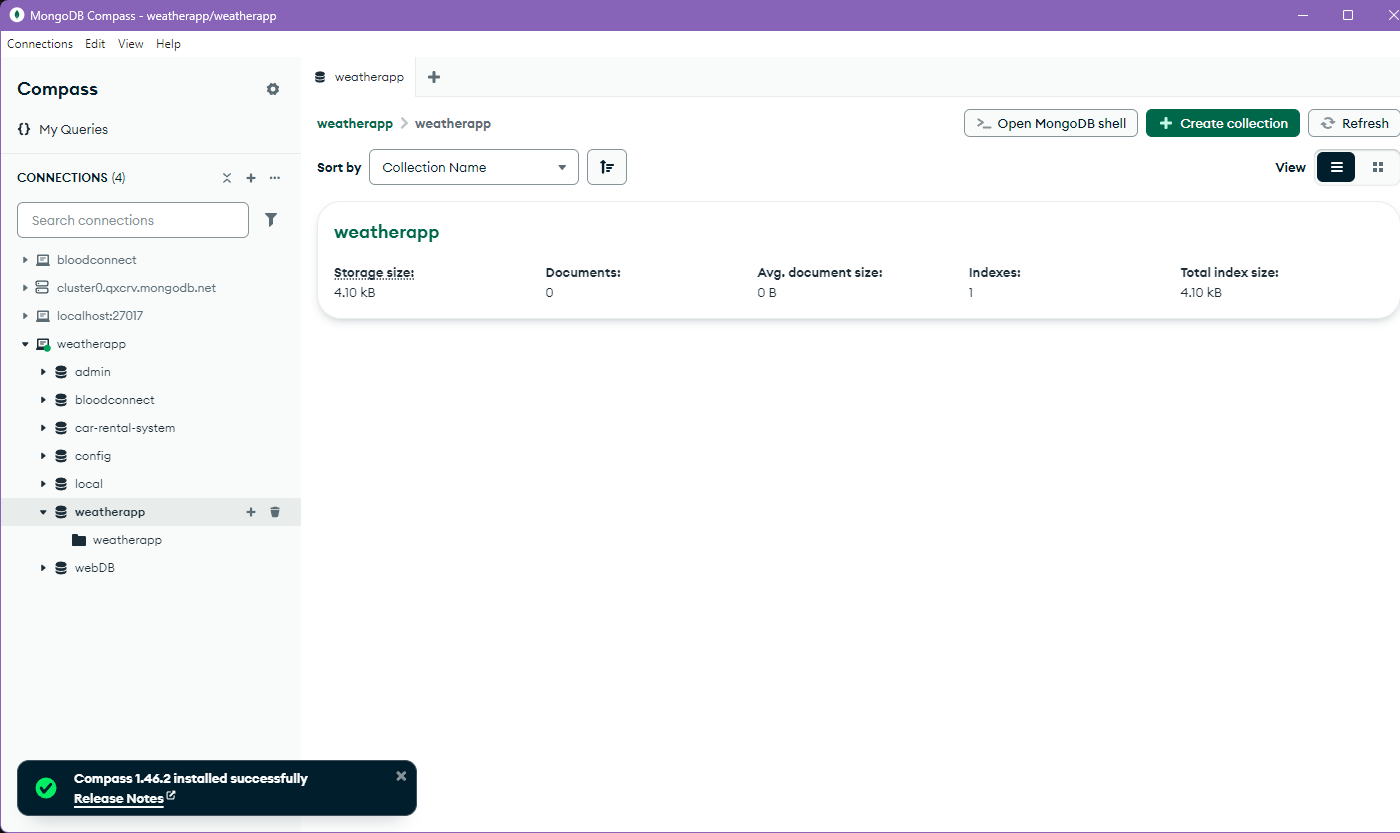 MongoDB Compass - weatherapp/weatherapp
Connections Edit View Help
Compass
{} My Queries
CONNECTIONS (4)
Search connections
bloodconnect
cluster0.qxcrv.mongodb.net
localhost:27017
weatherapp
admin
bloodconnect
car-rental-system
config
local
weatherapp
weatherapp
webDB
weatherapp
weatherapp > weatherapp
>_ Open MongoDB shell
+ Create collection
Refresh
Sort by Collection Name
View
weatherapp
Storage size: Documents: Avg. document size: Indexes: Total index size:
4.10 kB 0 0 B 1 4.10 kB
Compass 1.46.2 installed successfully
Release Notes